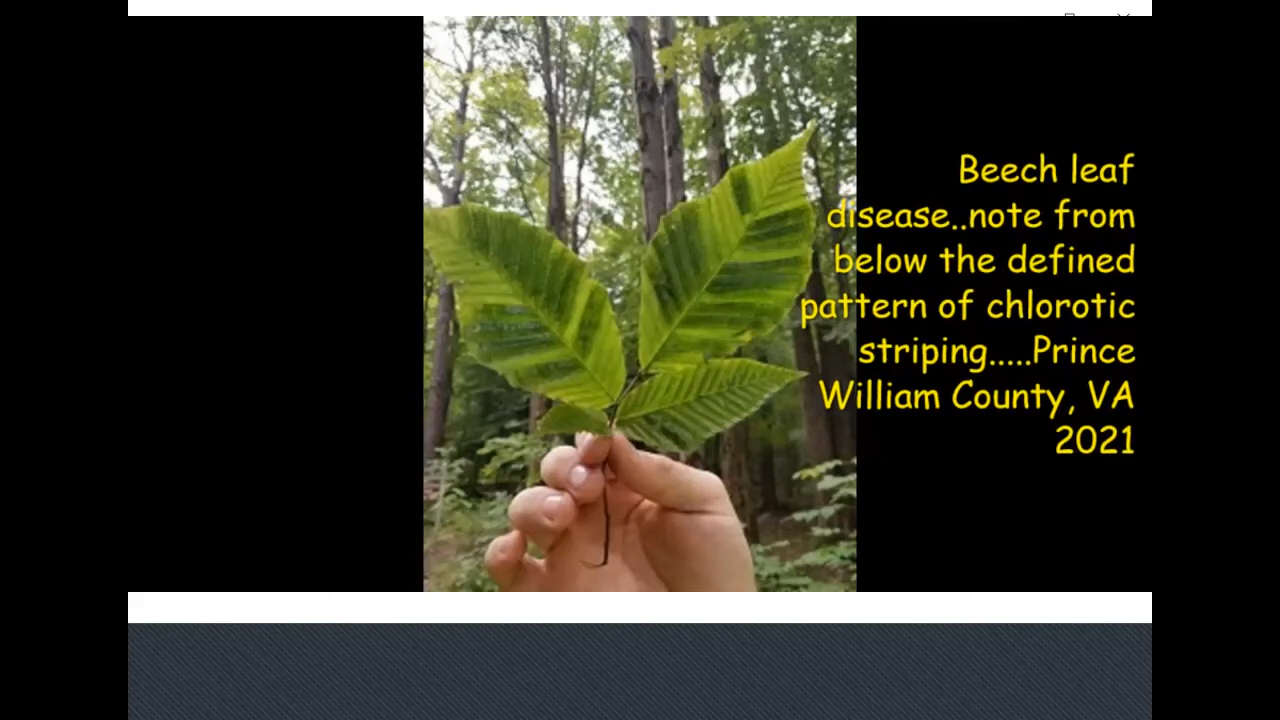 Beech leaf
disease..note from
below the defined
pattern of chlorotic
striping.....Prince
William County, VA
2021